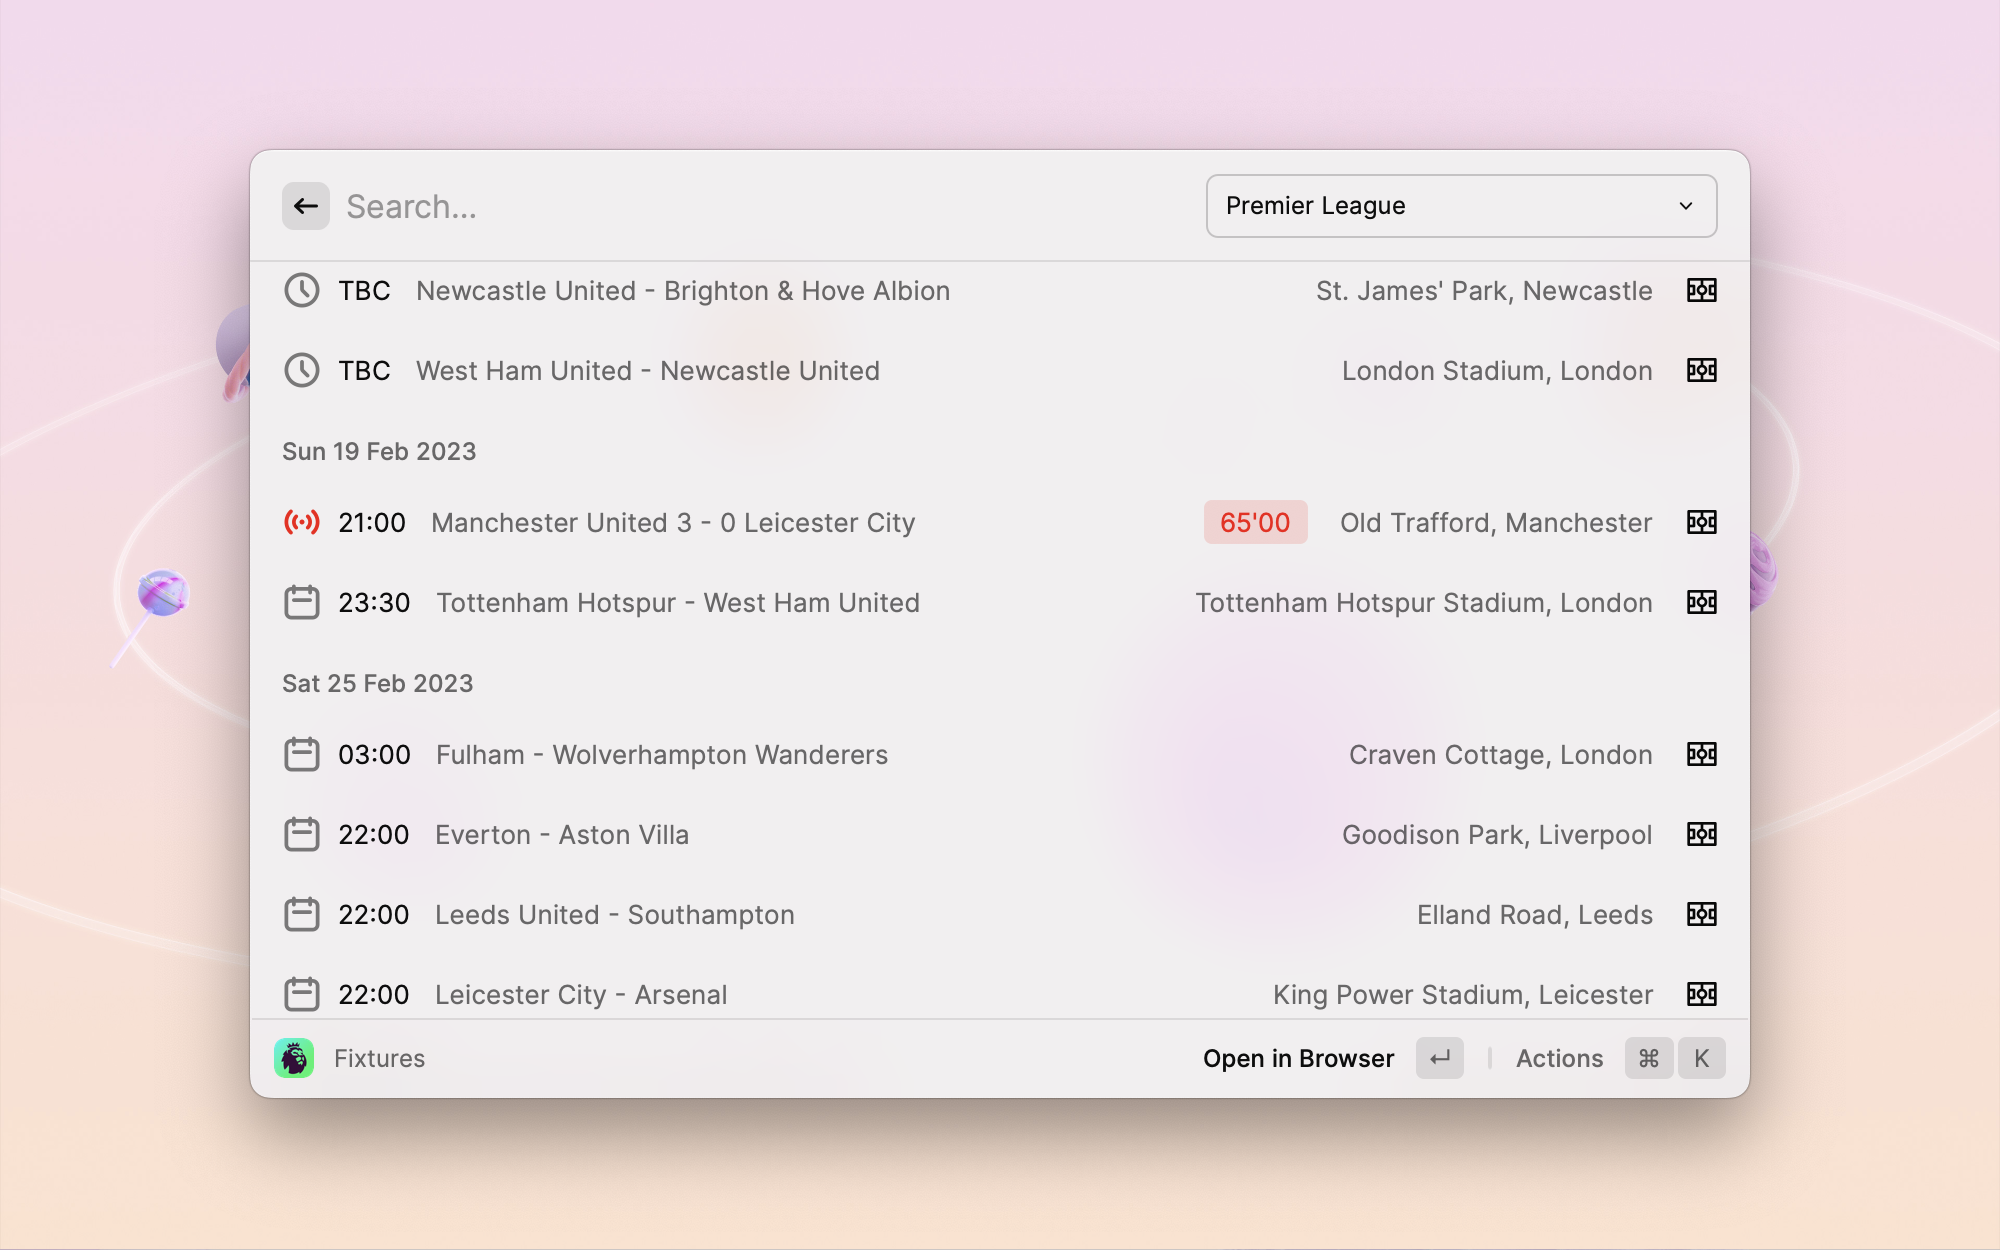 Search...
Premier League
TBC Newcastle United - Brighton & Hove Albion St. James' Park, Newcastle
TBC West Ham United - Newcastle United London Stadium, London
Sun 19 Feb 2023
21:00 Manchester United 3 - 0 Leicester City 65'00 Old Trafford, Manchester
23:30 Tottenham Hotspur - West Ham United Tottenham Hotspur Stadium, London
Sat 25 Feb 2023
03:00 Fulham - Wolverhampton Wanderers Craven Cottage, London
22:00 Everton - Aston Villa Goodison Park, Liverpool
22:00 Leeds United - Southampton Elland Road, Leeds
22:00 Leicester City - Arsenal King Power Stadium, Leicester
Fixtures Open in Browser ↵ Actions ⌘ K